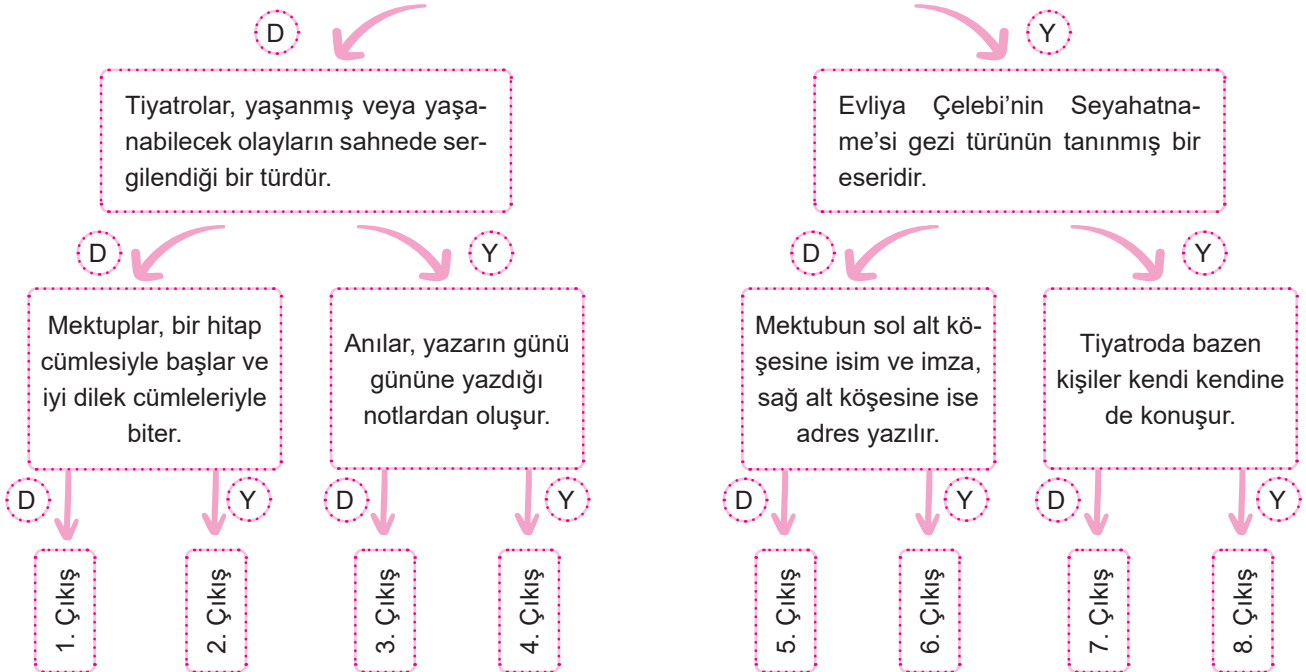 D
Y
Tiyatrolar, yaşanmış veya yaşa-
nabilecek olayların sahnede ser-
gilendiği bir türdür.
Evliya Çelebi’nin Seyahatna-
me’si gezi türünün tanınmış bir
eseridir.
D
Y
D
Y
Mektuplar, bir hitap
cümlesiyle başlar ve
iyi dilek cümleleriyle
biter.
Anılar, yazarın günü
gününe yazdığı
notlardan oluşur.
Mektubun sol alt kö-
şesine isim ve imza,
sağ alt köşesine ise
adres yazılır.
Tiyatroda bazen
kişiler kendi kendine
de konuşur.
D
Y
D
Y
D
Y
D
Y
1. Çıkış
2. Çıkış
3. Çıkış
4. Çıkış
5. Çıkış
6. Çıkış
7. Çıkış
8. Çıkış